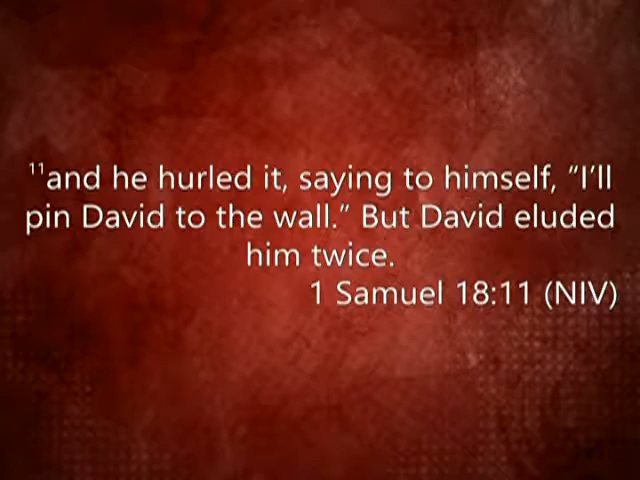 ¹¹and he hurled it, saying to himself, “I’ll
pin David to the wall.” But David eluded
him twice.
1 Samuel 18:11 (NIV)